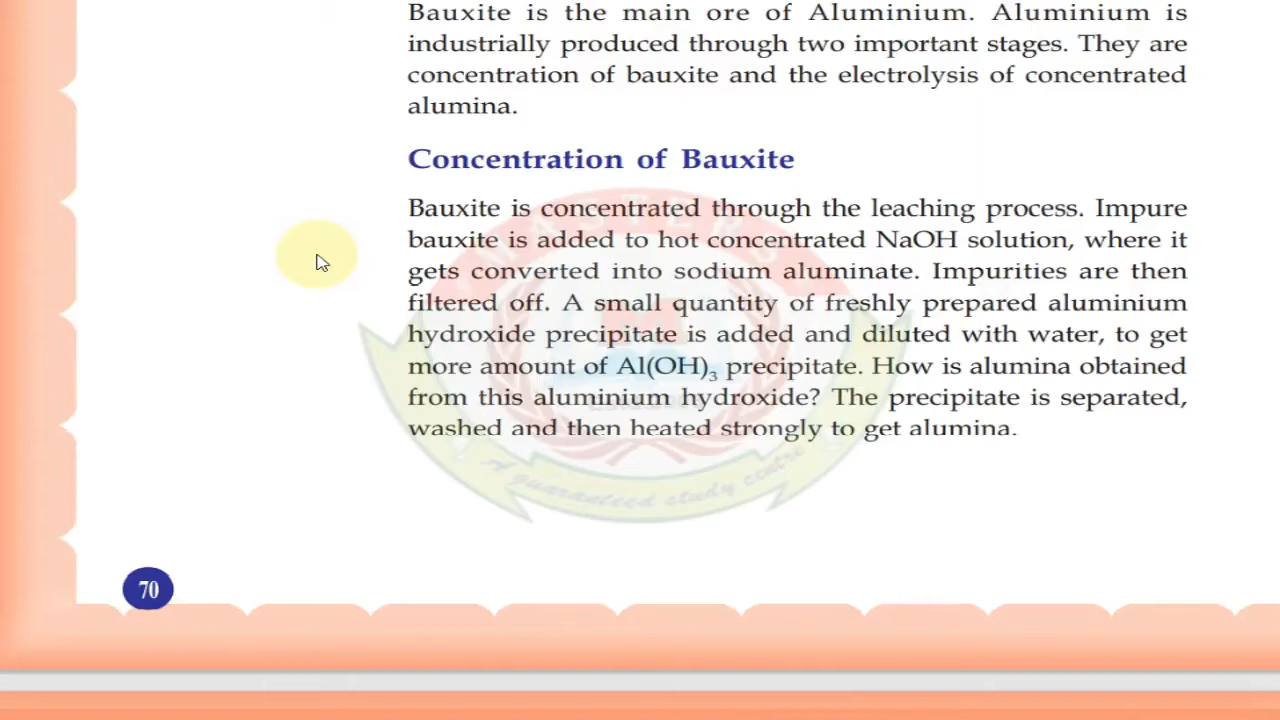 Bauxite is the main ore of Aluminium. Aluminium is
industrially produced through two important stages. They are
concentration of bauxite and the electrolysis of concentrated
alumina.
Concentration of Bauxite
Bauxite is concentrated through the leaching process. Impure
bauxite is added to hot concentrated NaOH solution, where it
gets converted into sodium aluminate. Impurities are then
filtered off. A small quantity of freshly prepared aluminium
hydroxide precipitate is added and diluted with water, to get
more amount of Al(OH)₃ precipitate. How is alumina obtained
from this aluminium hydroxide? The precipitate is separated,
washed and then heated strongly to get alumina.
MASTERS
A guaranteed study centre
70